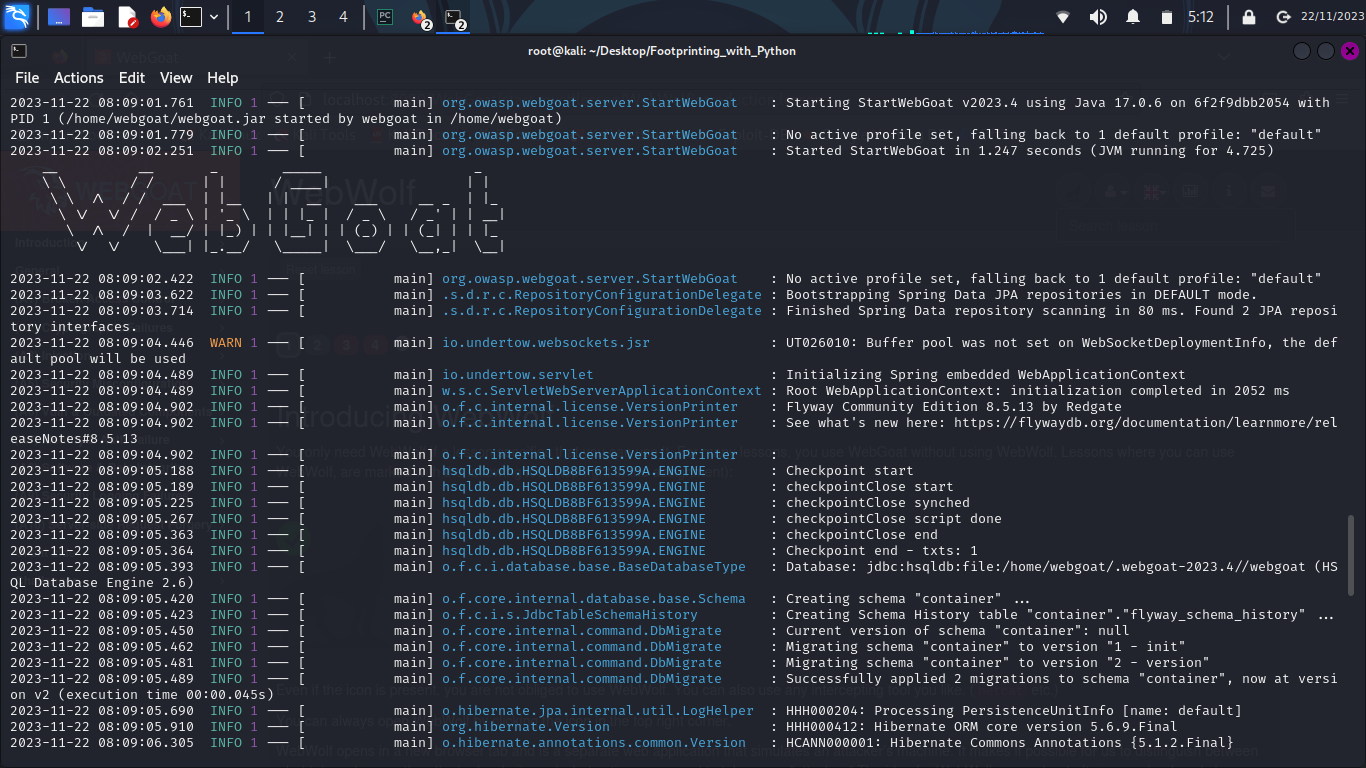 1 2 3 4 PC 2 2 5:12 22/11/2023
root@kali: ~/Desktop/Footprinting_with_Python
File Actions Edit View Help
2023-11-22 08:09:01.761 INFO 1 --- [ main] org.owasp.webgoat.server.StartWebGoat : Starting StartWebGoat v2023.4 using Java 17.0.6 on 6f2f9dbb2054 with
PID 1 (/home/webgoat/webgoat.jar started by webgoat in /home/webgoat)
2023-11-22 08:09:01.779 INFO 1 --- [ main] org.owasp.webgoat.server.StartWebGoat : No active profile set, falling back to 1 default profile: "default"
2023-11-22 08:09:02.251 INFO 1 --- [ main] org.owasp.webgoat.server.StartWebGoat : Started StartWebGoat in 1.247 seconds (JVM running for 4.725)
WebGoat
2023-11-22 08:09:02.422 INFO 1 --- [ main] org.owasp.webgoat.server.StartWebGoat : No active profile set, falling back to 1 default profile: "default"
2023-11-22 08:09:03.622 INFO 1 --- [ main] .s.d.r.c.RepositoryConfigurationDelegate : Bootstrapping Spring Data JPA repositories in DEFAULT mode.
2023-11-22 08:09:03.714 INFO 1 --- [ main] .s.d.r.c.RepositoryConfigurationDelegate : Finished Spring Data repository scanning in 80 ms. Found 2 JPA reposi
tory interfaces.
2023-11-22 08:09:04.446 WARN 1 --- [ main] io.undertow.websockets.jsr : UT026010: Buffer pool was not set on WebSocketDeploymentInfo, the def
ault pool will be used
2023-11-22 08:09:04.489 INFO 1 --- [ main] io.undertow.servlet : Initializing Spring embedded WebApplicationContext
2023-11-22 08:09:04.489 INFO 1 --- [ main] w.s.c.ServletWebServerApplicationContext : Root WebApplicationContext: initialization completed in 2052 ms
2023-11-22 08:09:04.902 INFO 1 --- [ main] o.f.c.internal.license.VersionPrinter : Flyway Community Edition 8.5.13 by Redgate
2023-11-22 08:09:04.902 INFO 1 --- [ main] o.f.c.internal.license.VersionPrinter : See what's new here: https://flywaydb.org/documentation/learnmore/rel
easeNotes#8.5.13
2023-11-22 08:09:04.902 INFO 1 --- [ main] o.f.c.internal.license.VersionPrinter :
2023-11-22 08:09:05.188 INFO 1 --- [ main] hsqldb.db.HSQLDB8BF613599A.ENGINE : Checkpoint start
2023-11-22 08:09:05.189 INFO 1 --- [ main] hsqldb.db.HSQLDB8BF613599A.ENGINE : checkpointClose start
2023-11-22 08:09:05.225 INFO 1 --- [ main] hsqldb.db.HSQLDB8BF613599A.ENGINE : checkpointClose synched
2023-11-22 08:09:05.267 INFO 1 --- [ main] hsqldb.db.HSQLDB8BF613599A.ENGINE : checkpointClose script done
2023-11-22 08:09:05.363 INFO 1 --- [ main] hsqldb.db.HSQLDB8BF613599A.ENGINE : checkpointClose end
2023-11-22 08:09:05.364 INFO 1 --- [ main] hsqldb.db.HSQLDB8BF613599A.ENGINE : Checkpoint end - txts: 1
2023-11-22 08:09:05.393 INFO 1 --- [ main] o.f.c.i.database.base.BaseDatabaseType : Database: jdbc:hsqldb:file:/home/webgoat/.webgoat-2023.4//webgoat (HS
QL Database Engine 2.6)
2023-11-22 08:09:05.420 INFO 1 --- [ main] o.f.core.internal.database.base.Schema : Creating schema "container" ...
2023-11-22 08:09:05.423 INFO 1 --- [ main] o.f.c.i.s.JdbcTableSchemaHistory : Creating Schema History table "container"."flyway_schema_history" ...
2023-11-22 08:09:05.450 INFO 1 --- [ main] o.f.core.internal.command.DbMigrate : Current version of schema "container": null
2023-11-22 08:09:05.462 INFO 1 --- [ main] o.f.core.internal.command.DbMigrate : Migrating schema "container" to version "1 - init"
2023-11-22 08:09:05.481 INFO 1 --- [ main] o.f.core.internal.command.DbMigrate : Migrating schema "container" to version "2 - version"
2023-11-22 08:09:05.489 INFO 1 --- [ main] o.f.core.internal.command.DbMigrate : Successfully applied 2 migrations to schema "container", now at versi
on v2 (execution time 00:00.045s)
2023-11-22 08:09:05.690 INFO 1 --- [ main] o.hibernate.jpa.internal.util.LogHelper : HHH000204: Processing PersistenceUnitInfo [name: default]
2023-11-22 08:09:05.910 INFO 1 --- [ main] org.hibernate.Version : HHH000412: Hibernate ORM core version 5.6.9.Final
2023-11-22 08:09:06.305 INFO 1 --- [ main] o.hibernate.annotations.common.Version : HCANN000001: Hibernate Commons Annotations {5.1.2.Final}